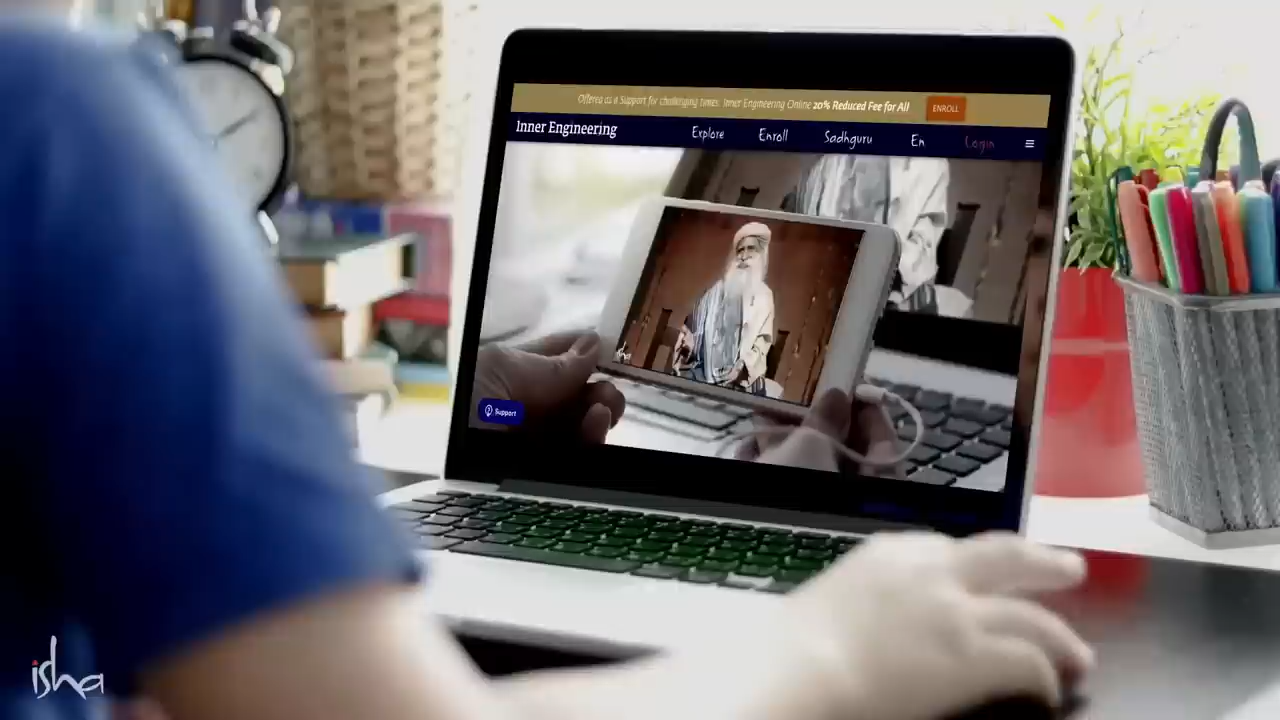 Offered as a Support for challenging times: Inner Engineering Online 20% Reduced Fee for All
ENROLL
Inner Engineering
Explore
Enroll
Sadhguru
En
Login
Support
isha
isha